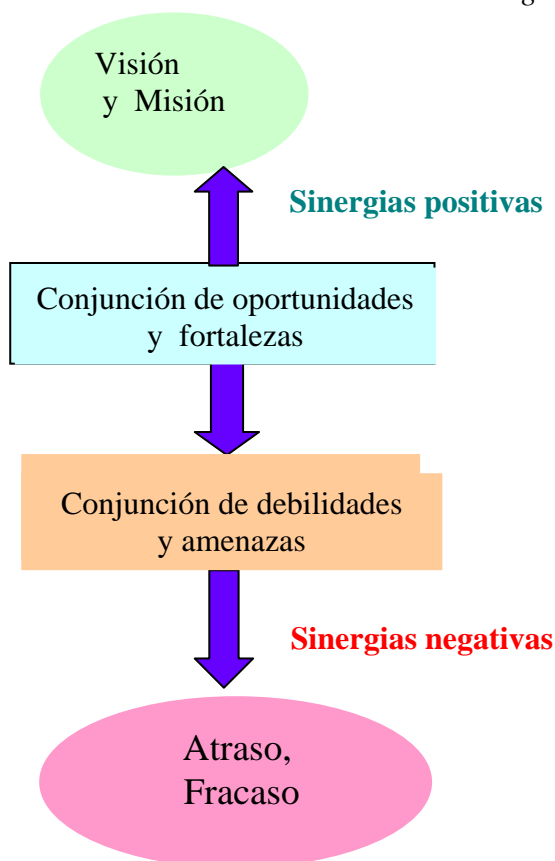 Visión
y Misión
Sinergias positivas
Conjunción de oportunidades
y fortalezas
Conjunción de debilidades
y amenazas
Sinergias negativas
Atraso,
Fracaso